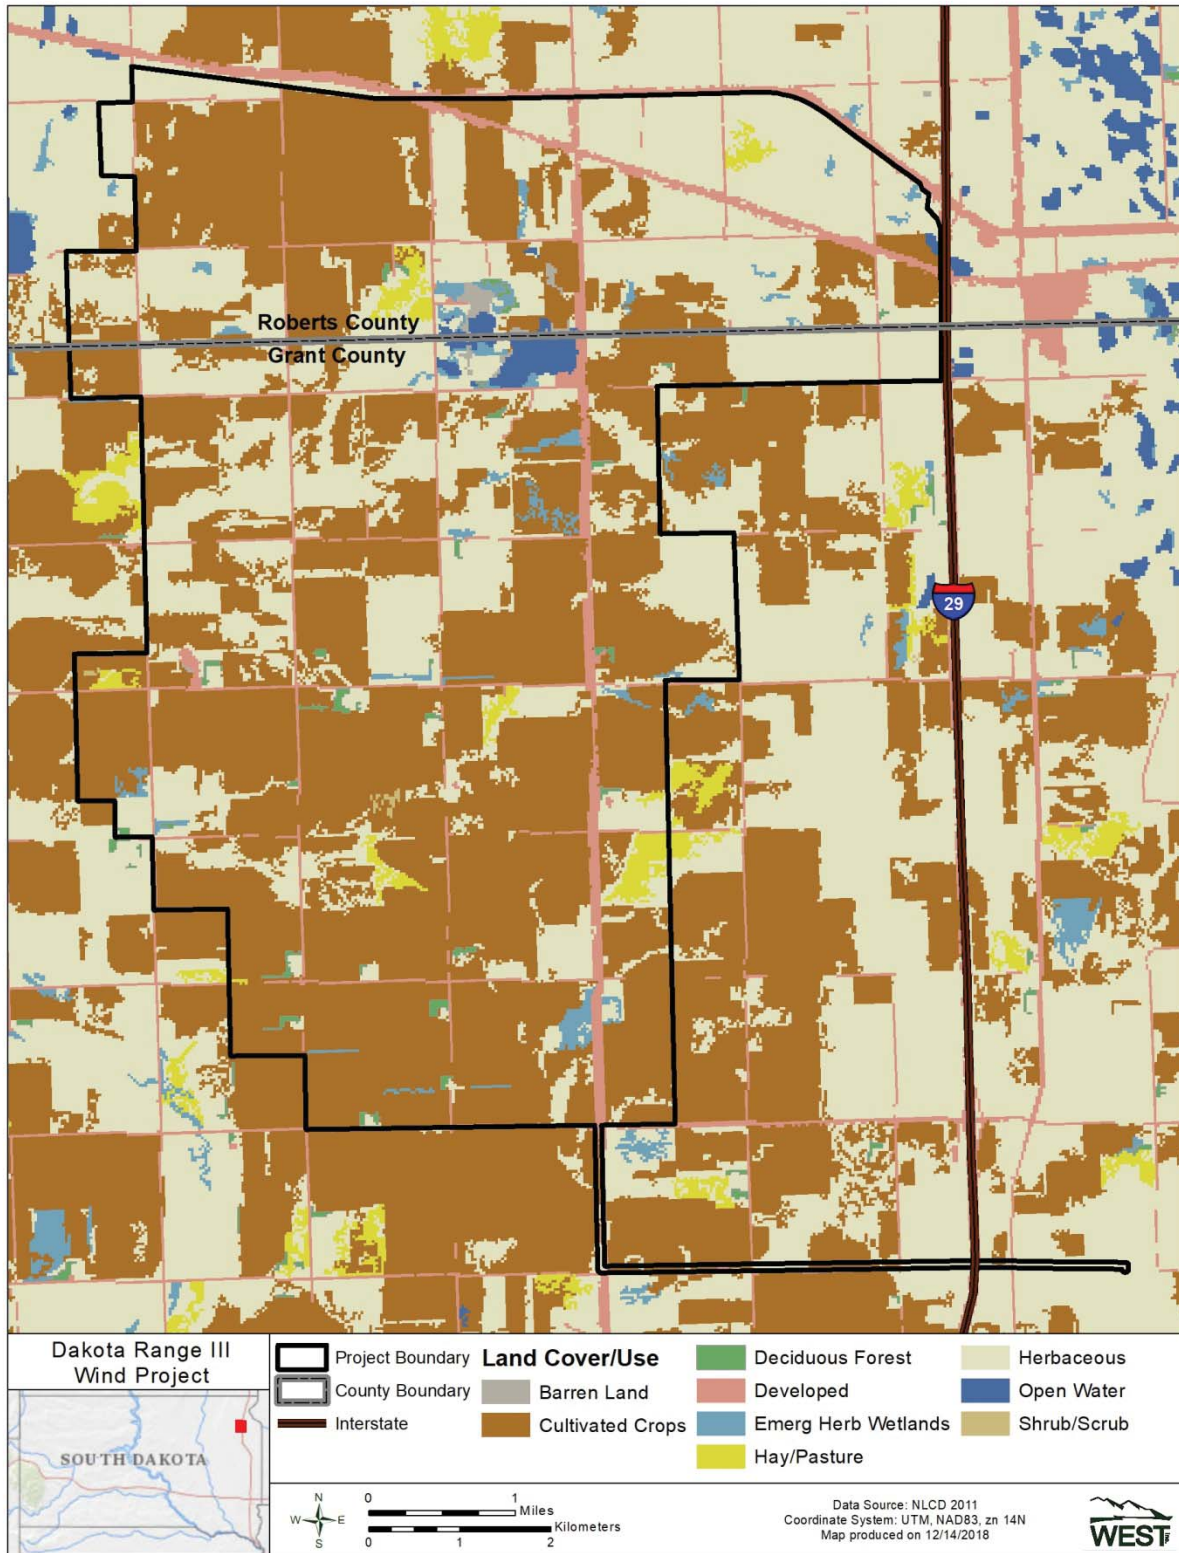 Roberts County
Grant County
29
Dakota Range III
Wind Project
SOUTH DAKOTA
Project Boundary
County Boundary
Interstate
Land Cover/Use
Barren Land
Cultivated Crops
Deciduous Forest
Developed
Emerg Herb Wetlands
Hay/Pasture
Herbaceous
Open Water
Shrub/Scrub
N
W E
S
0 1
Miles
Kilometers
0 1 2
Data Source: NLCD 2011
Coordinate System: UTM, NAD83, zn 14N
Map produced on 12/14/2018
WEST